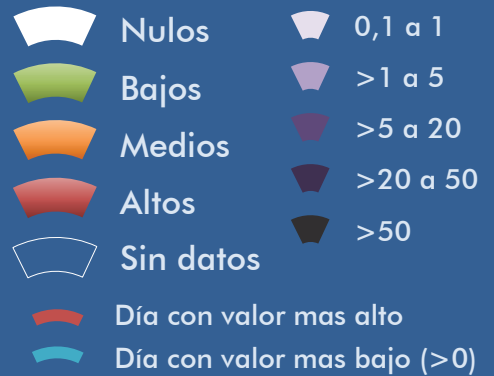 Nulos
Bajos
Medios
Altos
Sin datos
0,1 a 1
>1 a 5
>5 a 20
>20 a 50
>50
Día con valor mas alto
Día con valor mas bajo (>0)